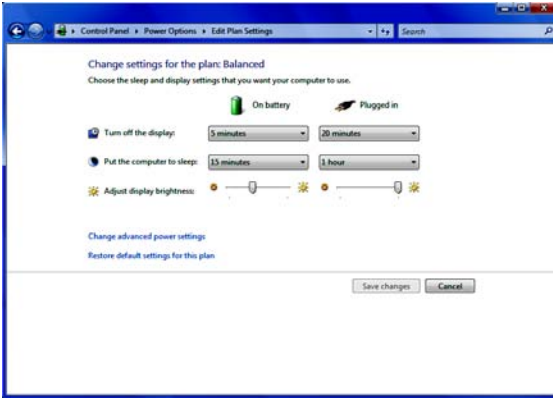 Control Panel ▸ Power Options ▸ Edit Plan Settings
Search
Change settings for the plan: Balanced
Choose the sleep and display settings that you want your computer to use.
On battery Plugged in
Turn off the display: 5 minutes 20 minutes
Put the computer to sleep: 15 minutes 1 hour
Adjust display brightness:
Change advanced power settings
Restore default settings for this plan
Save changes Cancel